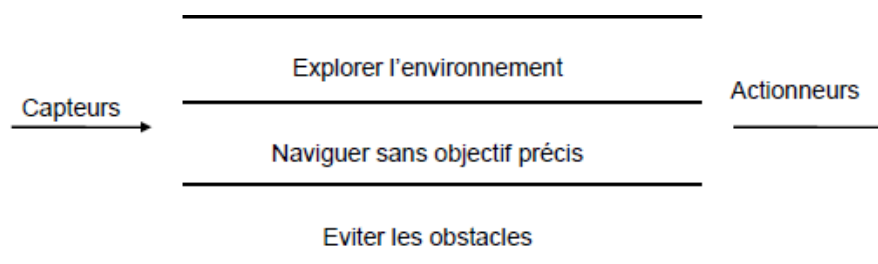 Explorer l'environnement
Capteurs
Actionneurs
Naviguer sans objectif précis
Eviter les obstacles